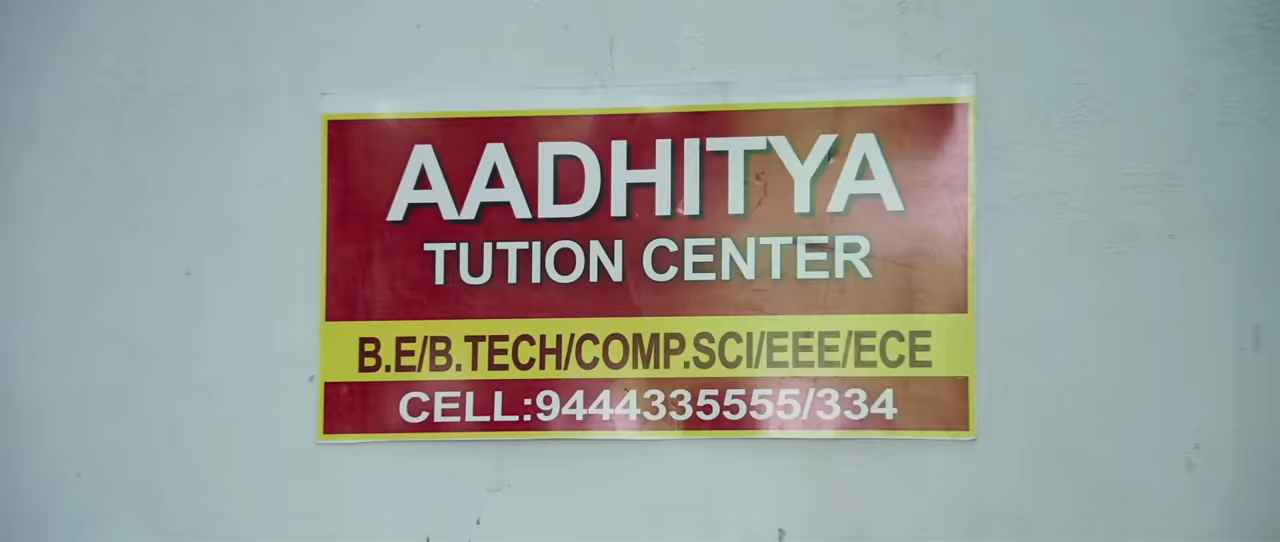 AADHITYA
TUTION CENTER
B.E/B.TECH/COMP.SCI/EEE/ECE
CELL:9444335555/334